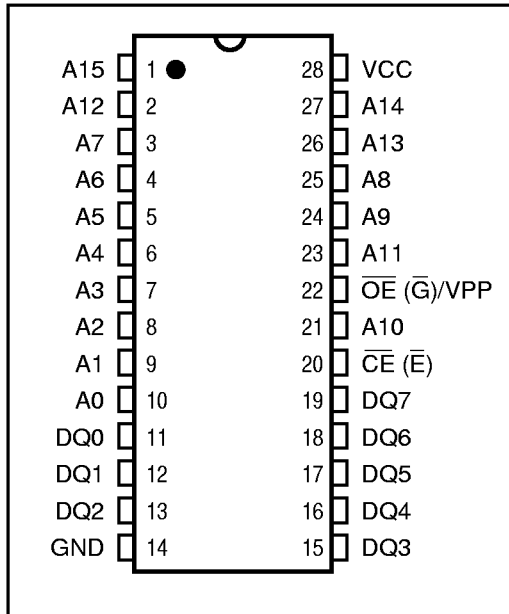 A15 1 28 VCC
A12 2 27 A14
A7 3 26 A13
A6 4 25 A8
A5 5 24 A9
A4 6 23 A11
A3 7 22 O̅E̅ (G̅)/VPP
A2 8 21 A10
A1 9 20 C̅E̅ (E̅)
A0 10 19 DQ7
DQ0 11 18 DQ6
DQ1 12 17 DQ5
DQ2 13 16 DQ4
GND 14 15 DQ3